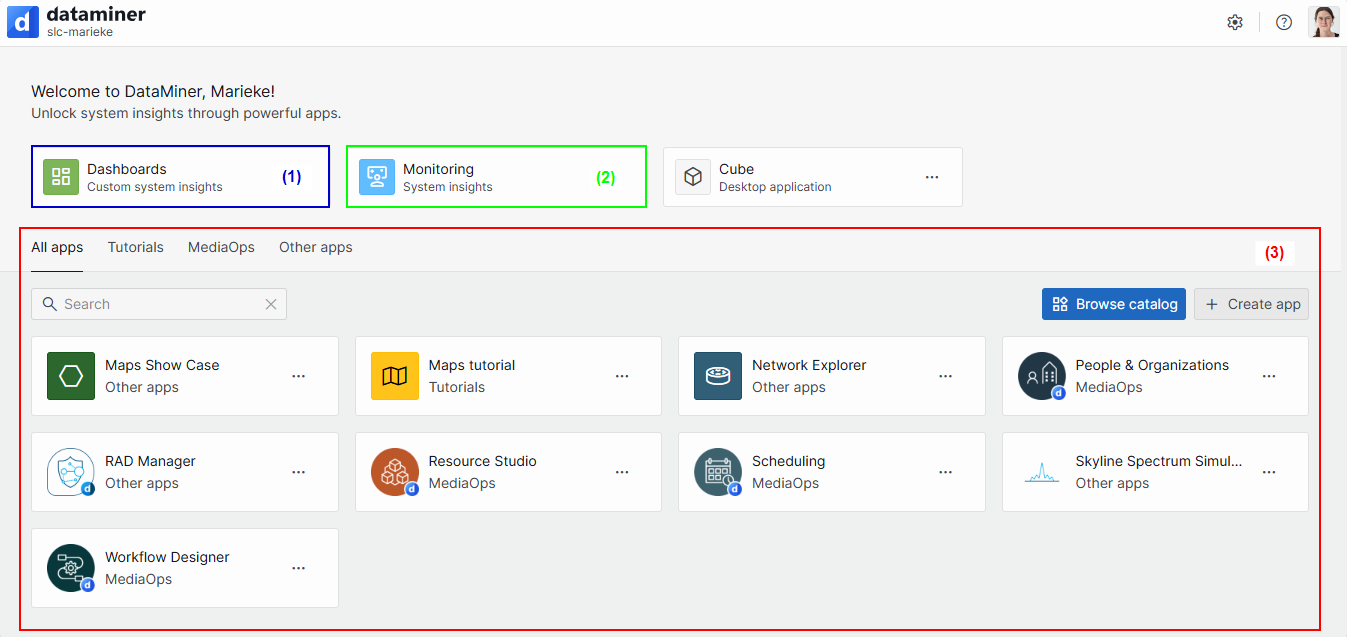 dataminer
slc-marieke
Welcome to DataMiner, Marieke!
Unlock system insights through powerful apps.
Dashboards
Custom system insights
(1)
Monitoring
System insights
(2)
Cube
Desktop application
All apps Tutorials MediaOps Other apps
(3)
Search
Browse catalog
Create app
Maps Show Case
Other apps
Maps tutorial
Tutorials
Network Explorer
Other apps
People & Organizations
MediaOps
RAD Manager
Other apps
Resource Studio
MediaOps
Scheduling
MediaOps
Skyline Spectrum Simul...
Other apps
Workflow Designer
MediaOps